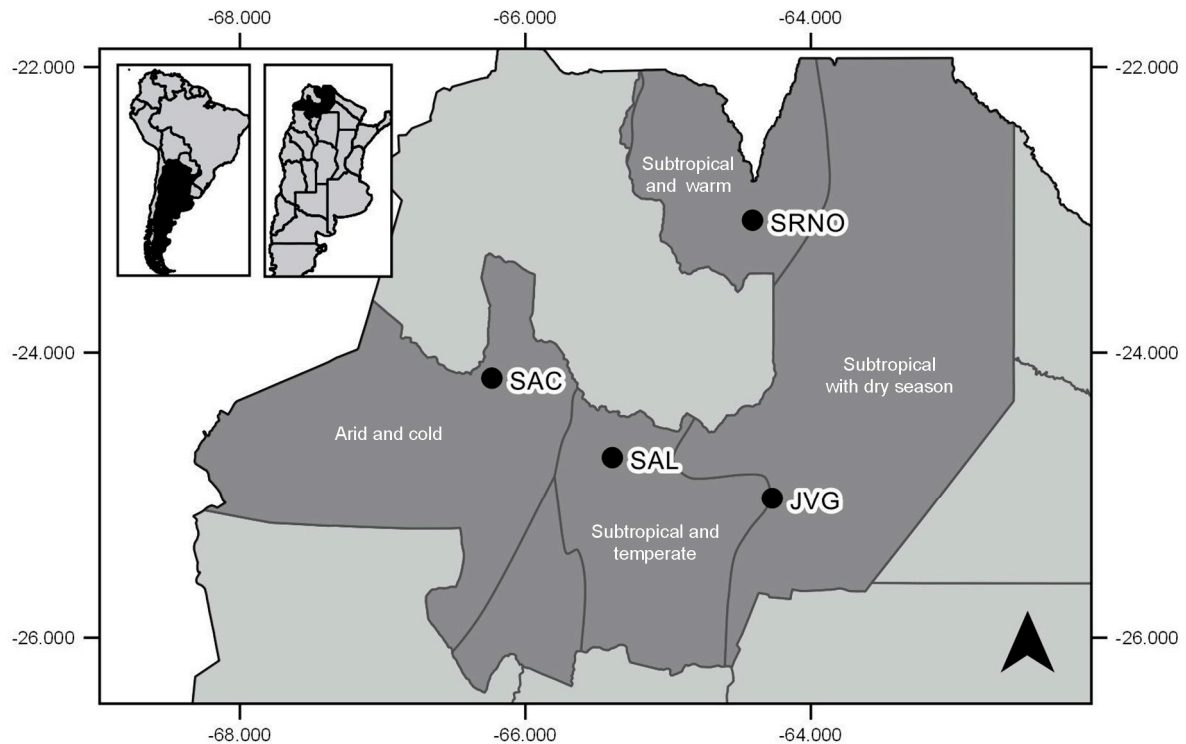 -68.000 -66.000 -64.000
-22.000 -22.000
Subtropical
and warm
SRNO
-24.000 -24.000
SAC
Subtropical
with dry season
Arid and cold
SAL
JVG
Subtropical and
temperate
-26.000 -26.000
-68.000 -66.000 -64.000